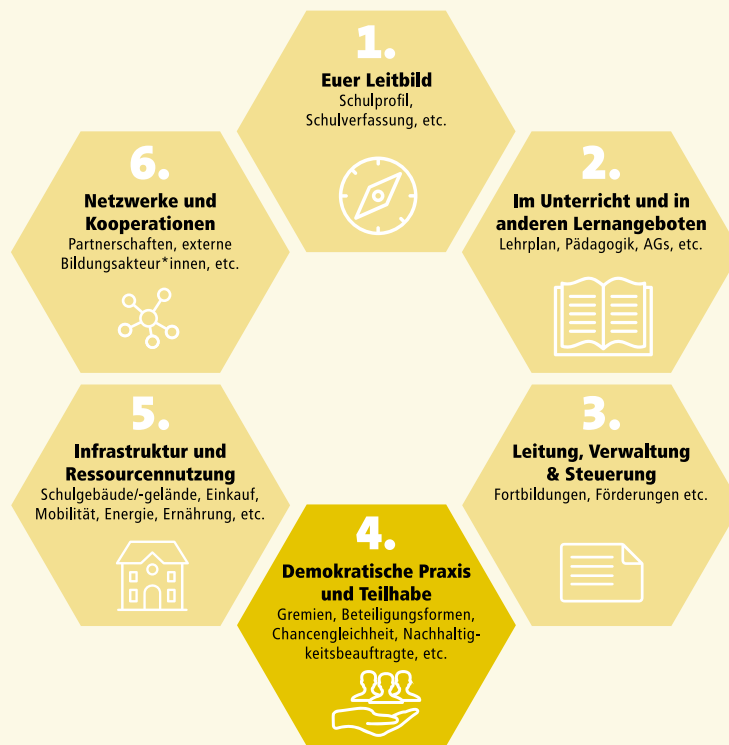 1.
Euer Leitbild
Schulprofil,
Schulverfassung, etc.
2.
Im Unterricht und in
anderen Lernangeboten
Lehrplan, Pädagogik, AGs, etc.
3.
Leitung, Verwaltung
& Steuerung
Fortbildungen, Förderungen etc.
4.
Demokratische Praxis
und Teilhabe
Gremien, Beteiligungsformen,
Chancengleichheit, Nachhaltig-
keitsbeauftragte, etc.
5.
Infrastruktur und
Ressourcennutzung
Schulgebäude/-gelände, Einkauf,
Mobilität, Energie, Ernährung, etc.
6.
Netzwerke und
Kooperationen
Partnerschaften, externe
Bildungsakteur*innen, etc.